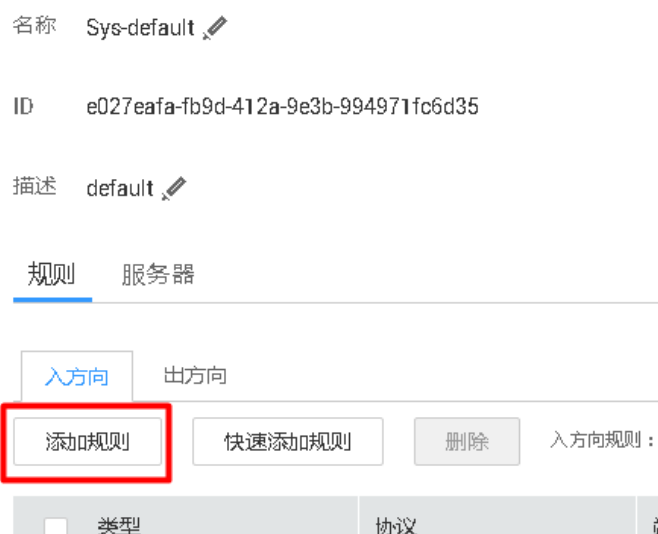 名称 Sys-default
ID e027eafa-fb9d-412a-9e3b-994971fc6d35
描述 default
规则 服务器
入方向 出方向
添加规则 快速添加规则 删除 入方向规则：
类型 协议